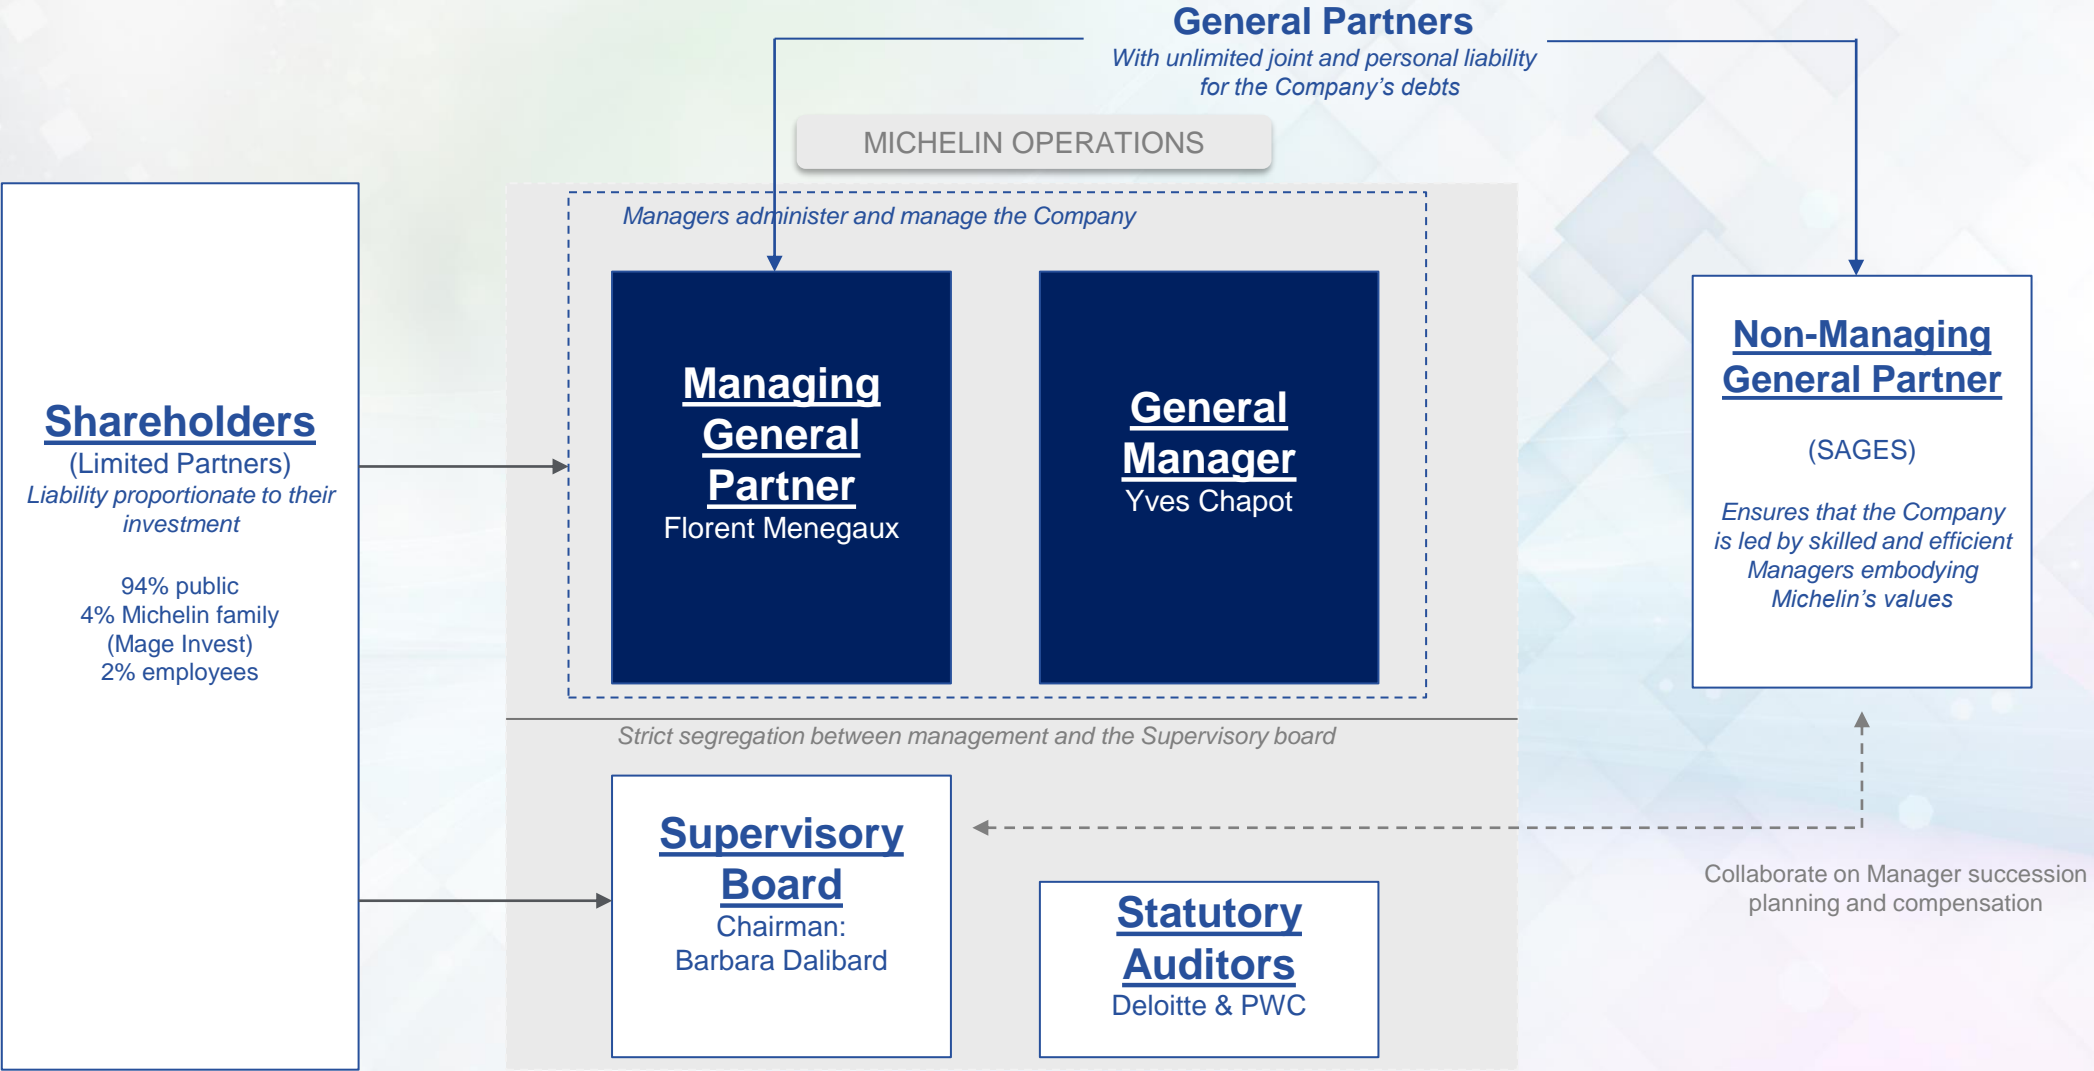 General Partners
With unlimited joint and personal liability
for the Company's debts
MICHELIN OPERATIONS
Shareholders
(Limited Partners)
Liability proportionate to their
investment
94% public
4% Michelin family
(Mage Invest)
2% employees
Managers administer and manage the Company
Managing
General
Partner
Florent Menegaux
General
Manager
Yves Chapot
Non-Managing
General Partner
(SAGES)
Ensures that the Company
is led by skilled and efficient
Managers embodying
Michelin's values
Strict segregation between management and the Supervisory board
Supervisory
Board
Chairman:
Barbara Dalibard
Statutory
Auditors
Deloitte & PWC
Collaborate on Manager succession
planning and compensation